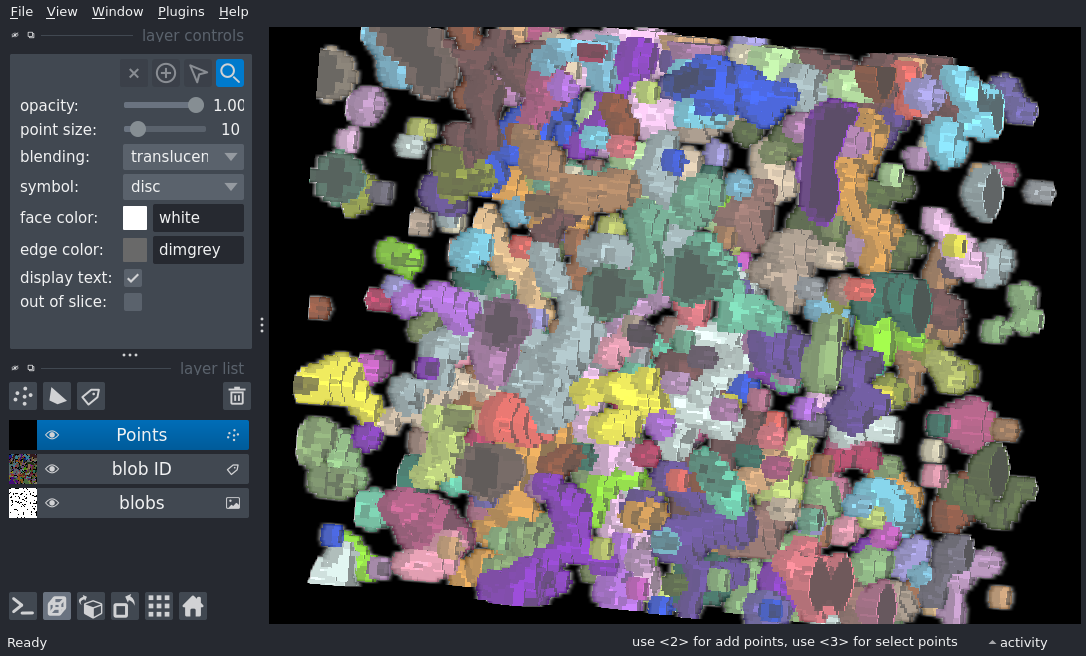 File View Window Plugins Help
layer controls
opacity: 1.00
point size: 10
blending: translucen
symbol: disc
face color: white
edge color: dimgrey
display text:
out of slice:
layer list
Points
blob ID
blobs
Ready
use <2> for add points, use <3> for select points
activity